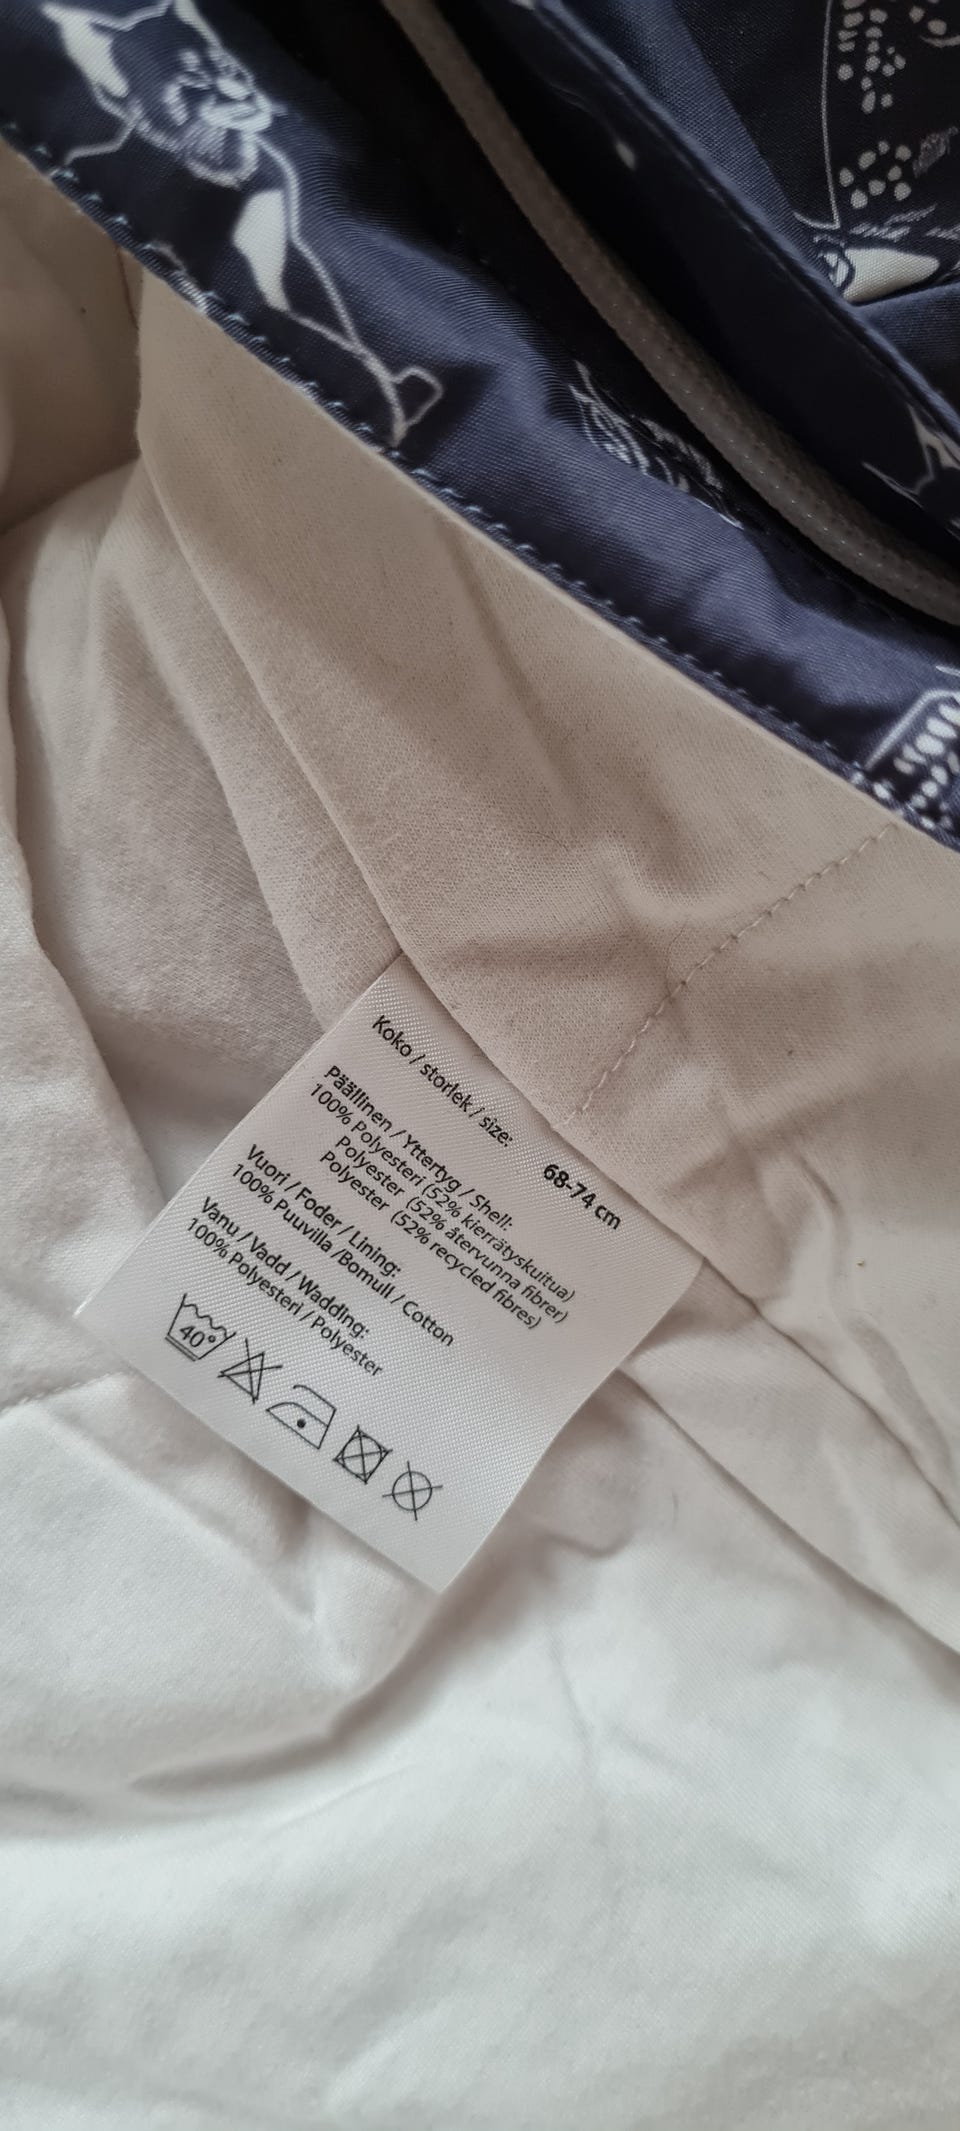 Koko / storlek / size: 68-74 cm
Päällinen / Yttertyg / Shell:
100% Polyesteri (52% kierrätyskuitua)
Polyester (52% återvunna fibrer)
Polyester (52% recycled fibres)
Vuori / Foder / Lining:
100% Puuvilla /Bomull / Cotton
Vanu / Vadd / Wadding:
100% Polyesteri / Polyester
40°